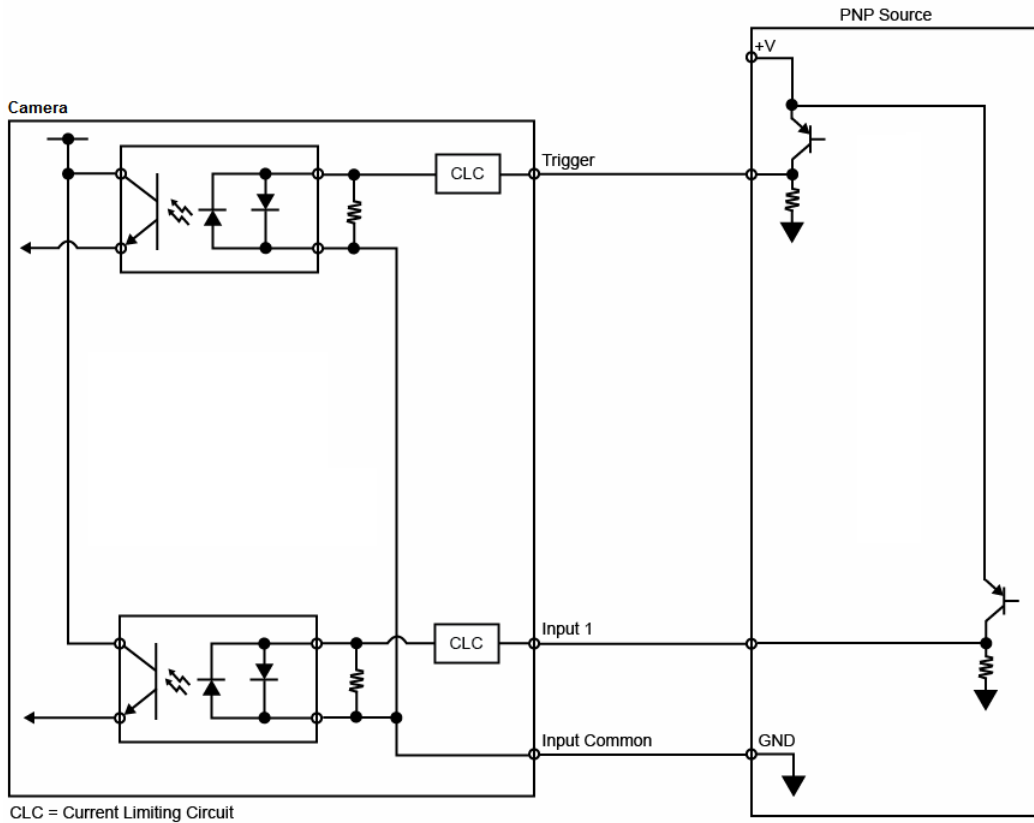 PNP Source
+V
Camera
Trigger
CLC
Input 1
CLC
Input Common
GND
CLC = Current Limiting Circuit